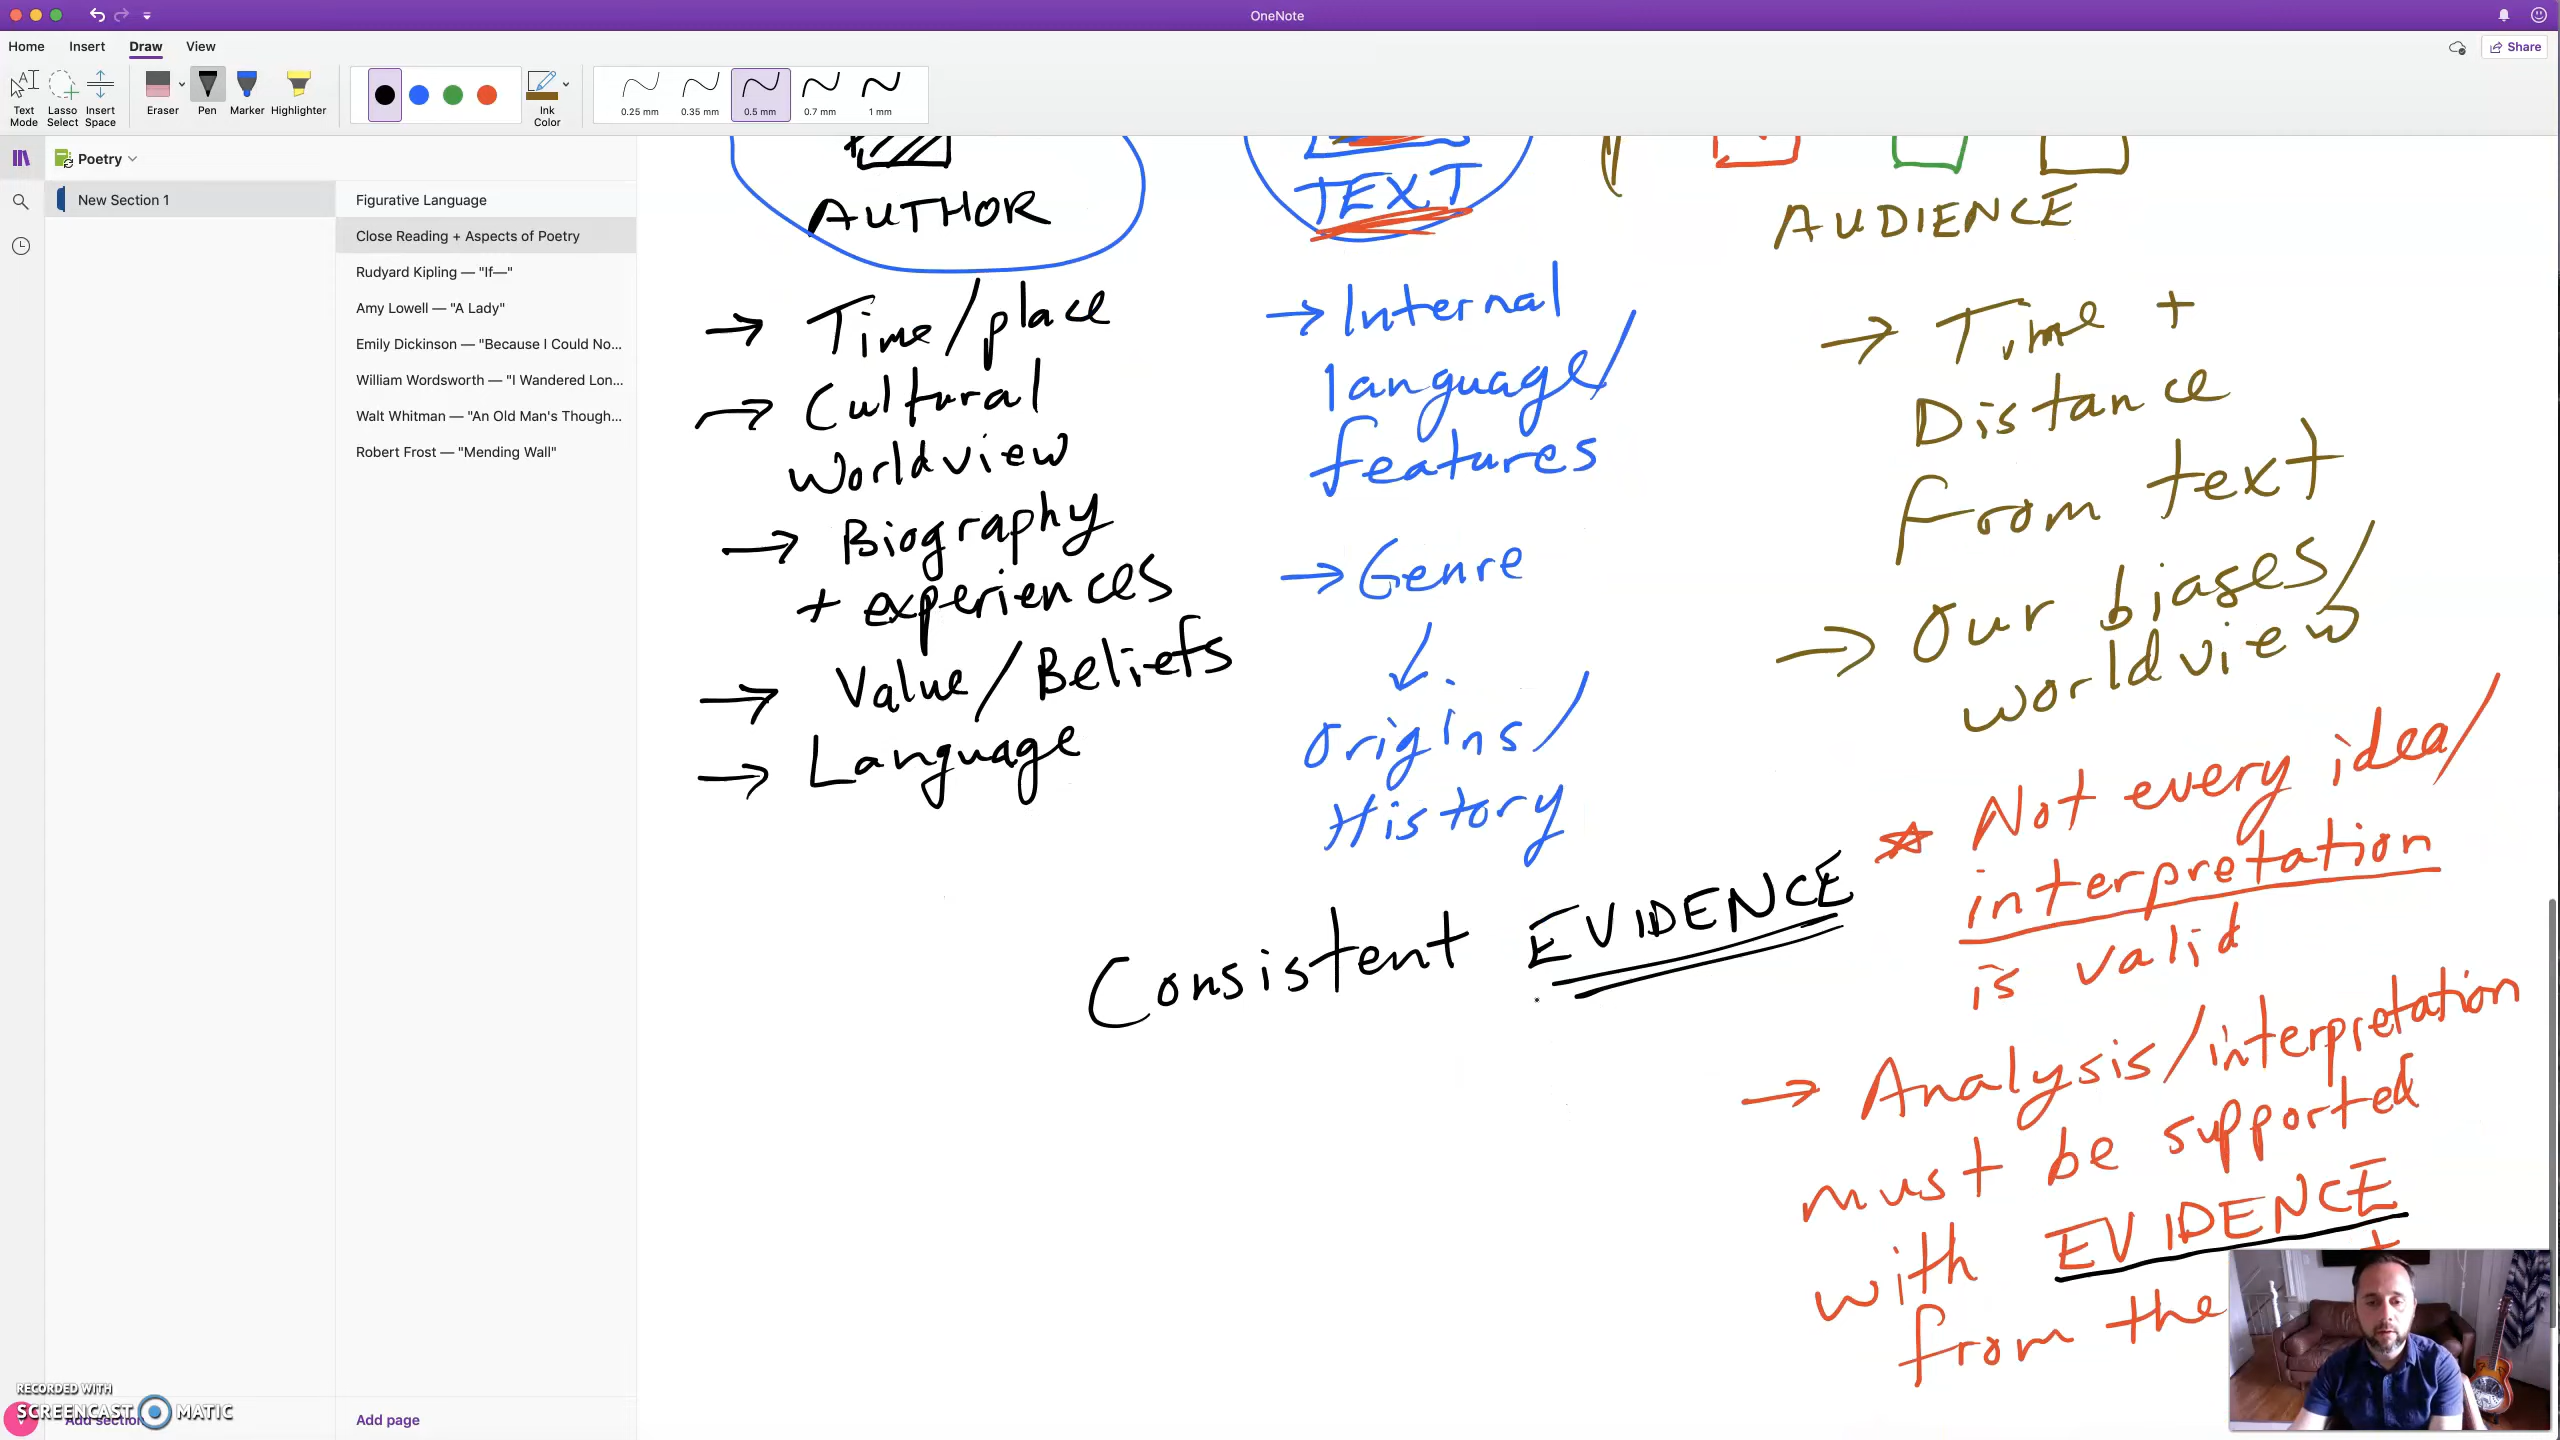 OneNote
Home Insert Draw View
Share
Text Mode
Lasso Select
Insert Space
Eraser
Pen
Marker
Highlighter
Ink Color
0.25 mm
0.35 mm
0.5 mm
0.7 mm
1 mm
Poetry
New Section 1
Figurative Language
Close Reading + Aspects of Poetry
Rudyard Kipling — "If—"
Amy Lowell — "A Lady"
Emily Dickinson — "Because I Could No...
William Wordsworth — "I Wandered Lon...
Walt Whitman — "An Old Man's Though...
Robert Frost — "Mending Wall"
AUTHOR
→ Time/place
→ Cultural
worldview
→ Biography
+ experiences
→ Value/Beliefs
→ Language
TEXT
→ Internal
language/
features
→ Genre
↓
Origins/
History
AUDIENCE
→ Time +
Distance
from text
→ Our biases/
worldview
Consistent EVIDENCE
☆ Not every idea/
interpretation
is valid
→ Analysis/interpretation
must be supported
with EVIDENCE
from the
RECORDED WITH
SCREENCAST MATIC
Add section
Add page